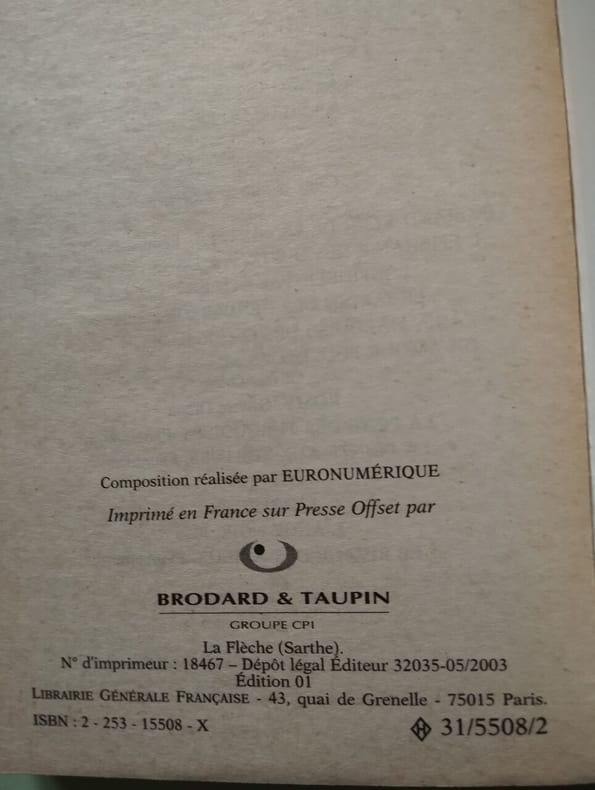 Composition réalisée par EURONUMÉRIQUE
Imprimé en France sur Presse Offset par
BRODARD & TAUPIN
GROUPE CPI
La Flèche (Sarthe).
N° d'imprimeur : 18467 – Dépôt légal Éditeur 32035-05/2003
Édition 01
LIBRAIRIE GÉNÉRALE FRANÇAISE - 43, quai de Grenelle - 75015 Paris.
ISBN : 2 - 253 - 15508 - X
H 31/5508/2